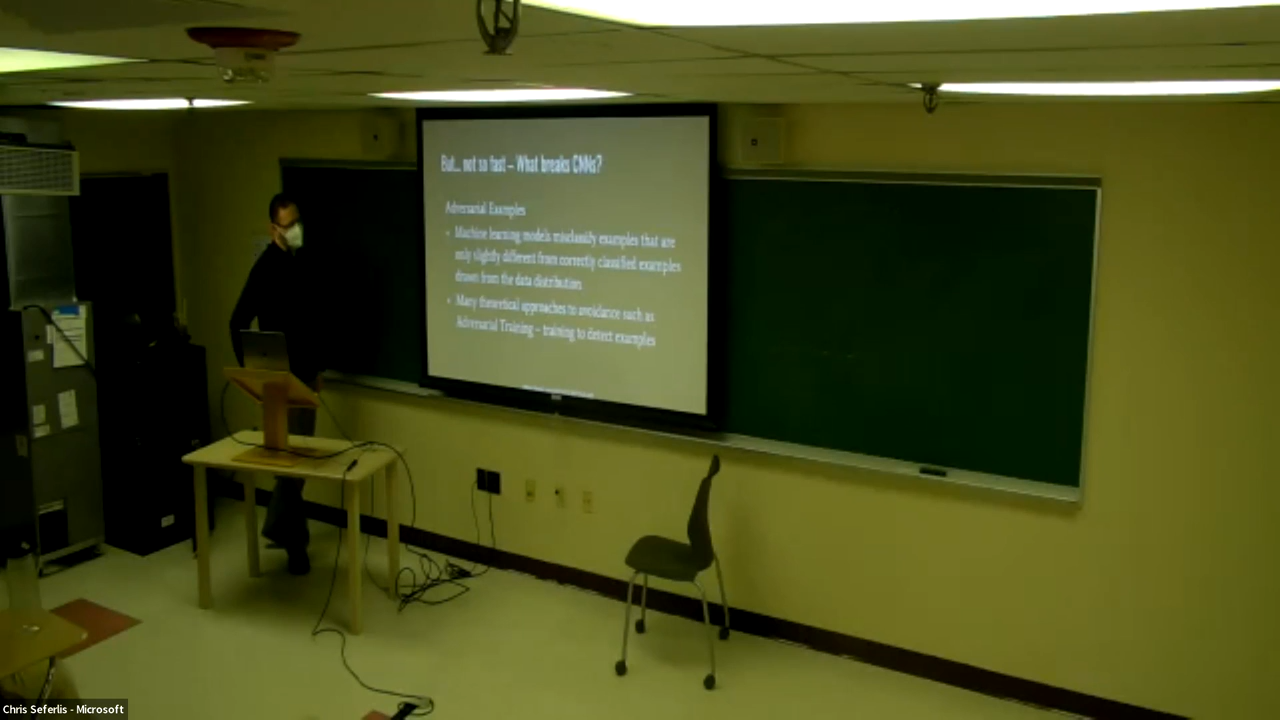 But... not so fast – What breaks CNNs?
Adversarial Examples
• Machine learning models misclassify examples that are
only slightly different from correctly classified examples
drawn from the data distribution
• Many theoretical approaches to avoidance such as
Adversarial Training – training to detect examples
Chris Seferlis - Microsoft